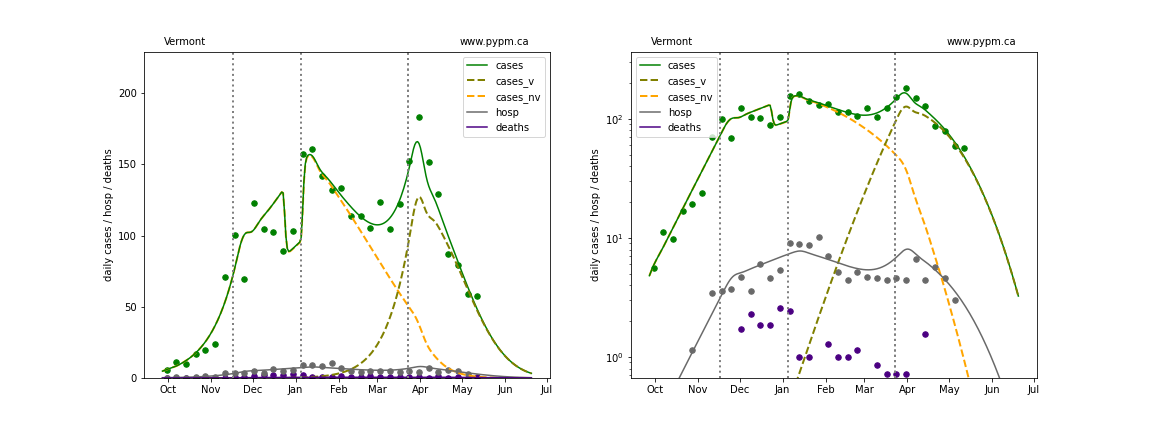 Vermont www.pypm.ca
cases
cases_v
cases_nv
hosp
deaths
daily cases / hosp / deaths
200
150
100
50
0
Oct Nov Dec Jan Feb Mar Apr May Jun Jul
Vermont www.pypm.ca
cases
cases_v
cases_nv
hosp
deaths
daily cases / hosp / deaths
10²
10¹
10⁰
Oct Nov Dec Jan Feb Mar Apr May Jun Jul